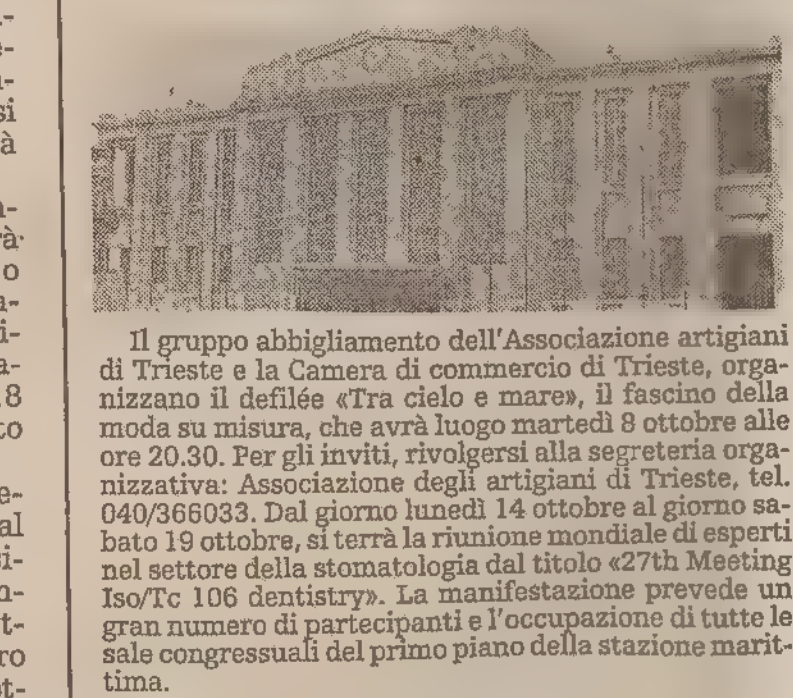 Il gruppo abbigliamento dell'Associazione artigiani
di Trieste e la Camera di commercio di Trieste, orga-
nizzano il defilée «Tra cielo e mare», il fascino della
moda su misura, che avrà luogo martedì 8 ottobre alle
ore 20.30. Per gli inviti, rivolgersi alla segreteria orga-
nizzativa: Associazione degli artigiani di Trieste, tel.
040/366033. Dal giorno lunedì 14 ottobre al giorno sa-
bato 19 ottobre, si terrà la riunione mondiale di esperti
nel settore della stomatologia dal titolo «27th Meeting
Iso/Tc 106 dentistry». La manifestazione prevede un
gran numero di partecipanti e l'occupazione di tutte le
sale congressuali del primo piano della stazione marit-
tima.